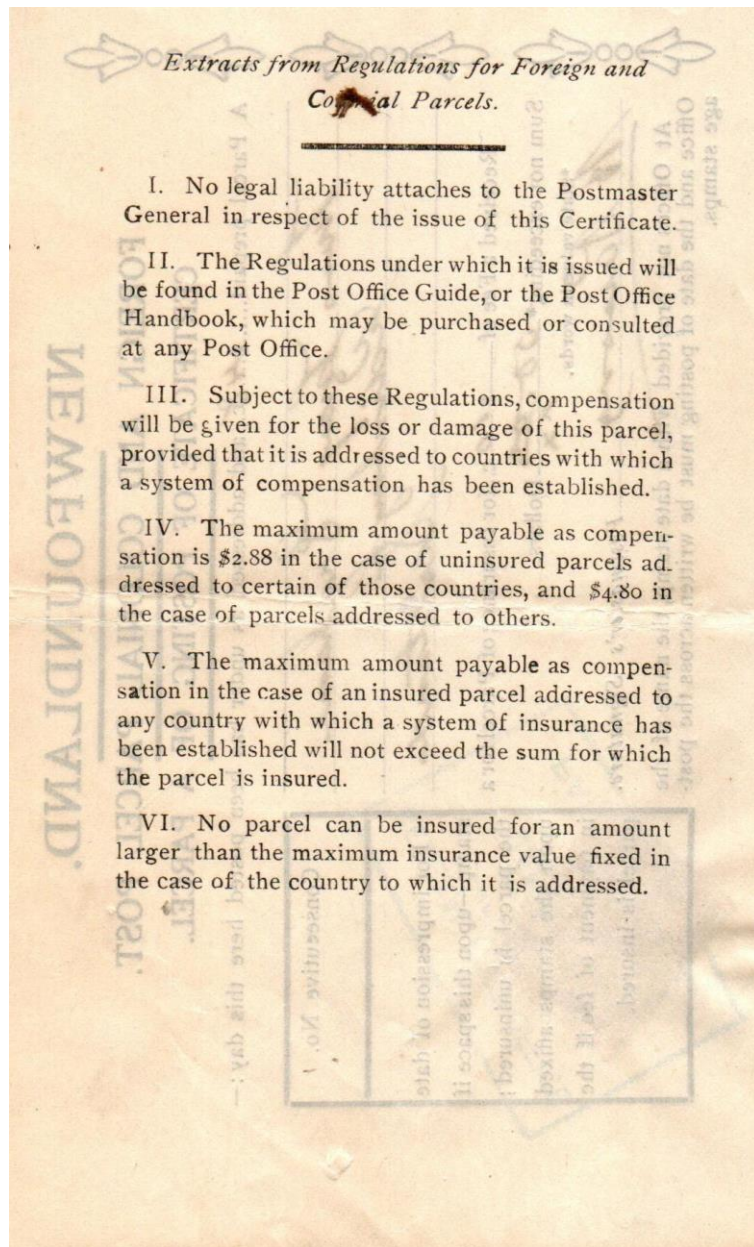 Extracts from Regulations for Foreign and
Colonial Parcels.
I. No legal liability attaches to the Postmaster
General in respect of the issue of this Certificate.
II. The Regulations under which it is issued will
be found in the Post Office Guide, or the Post Office
Handbook, which may be purchased or consulted
at any Post Office.
III. Subject to these Regulations, compensation
will be given for the loss or damage of this parcel,
provided that it is addressed to countries with which
a system of compensation has been established.
IV. The maximum amount payable as compen-
sation is $2.88 in the case of uninsured parcels ad-
dressed to certain of those countries, and $4.80 in
the case of parcels addressed to others.
V. The maximum amount payable as compen-
sation in the case of an insured parcel addressed to
any country with which a system of insurance has
been established will not exceed the sum for which
the parcel is insured.
VI. No parcel can be insured for an amount
larger than the maximum insurance value fixed in
the case of the country to which it is addressed.
NEWFOUNDLAND.